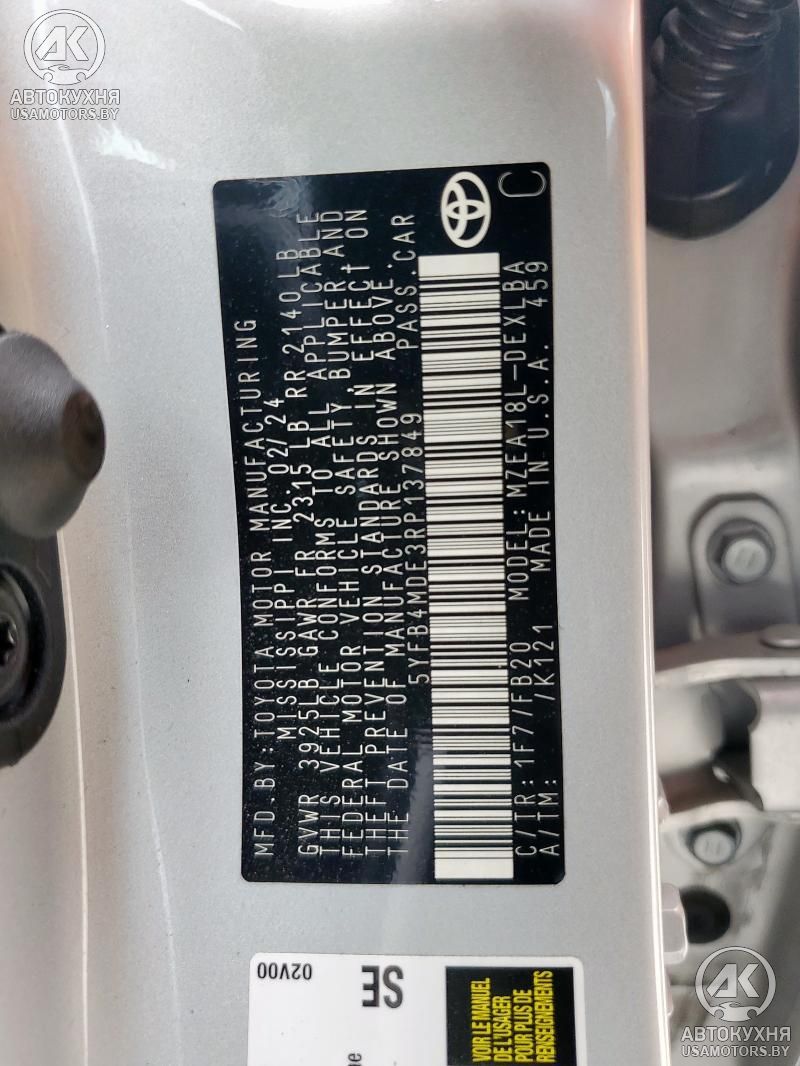 АВТОКУХНЯ
USAMOTORS.BY
MFD.BY:TOYOTA MOTOR MANUFACTURING
MISSISSIPPI INC. 02/24
GVWR 3925LB GAWR FR 2315 LB RR 2140 LB
THIS VEHICLE CONFORMS TO ALL APPLICABLE
FEDERAL MOTOR VEHICLE SAFETY, BUMPER AND
THEFT PREVENTION STANDARDS IN EFFECT ON
THE DATE OF MANUFACTURE SHOWN ABOVE.
5YFB4MDE3RP137849 PASS.CAR
C/TR: 1F7/FB20 MODEL: MZEA18L-DEXLBA
A/TM: /K121 MADE IN U.S.A. 459
C
02V00
SE
VOIR LE MANUEL
DE L'USAGER
POUR PLUS DE
RENSEIGNEMENTS
АВТОКУХНЯ
USAMOTORS.BY